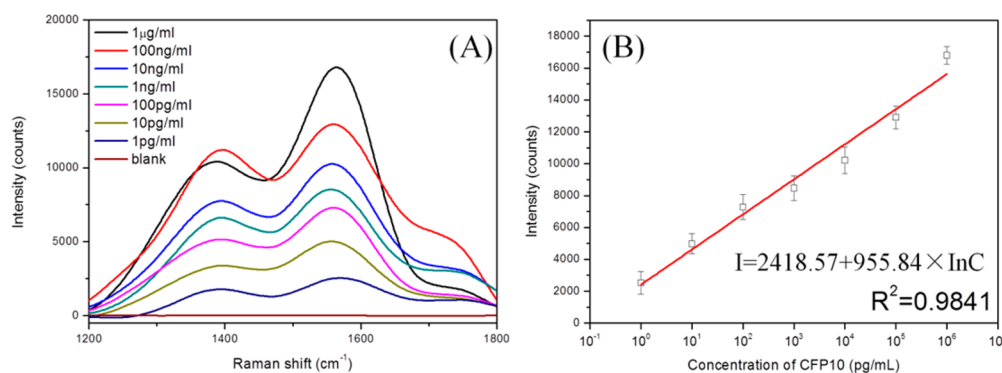 20000
15000
10000
5000
0
1200
1400
1600
1800
Intensity (counts)
Raman shift (cm⁻¹)
(A)
1μg/ml
100ng/ml
10ng/ml
1ng/ml
100pg/ml
10pg/ml
1pg/ml
blank
18000
16000
14000
12000
10000
8000
6000
4000
2000
0
Intensity (counts)
(B)
I=2418.57+955.84×InC
R²=0.9841
10⁻¹
10⁰
10¹
10²
10³
10⁴
10⁵
10⁶
Concentration of CFP10 (pg/mL)